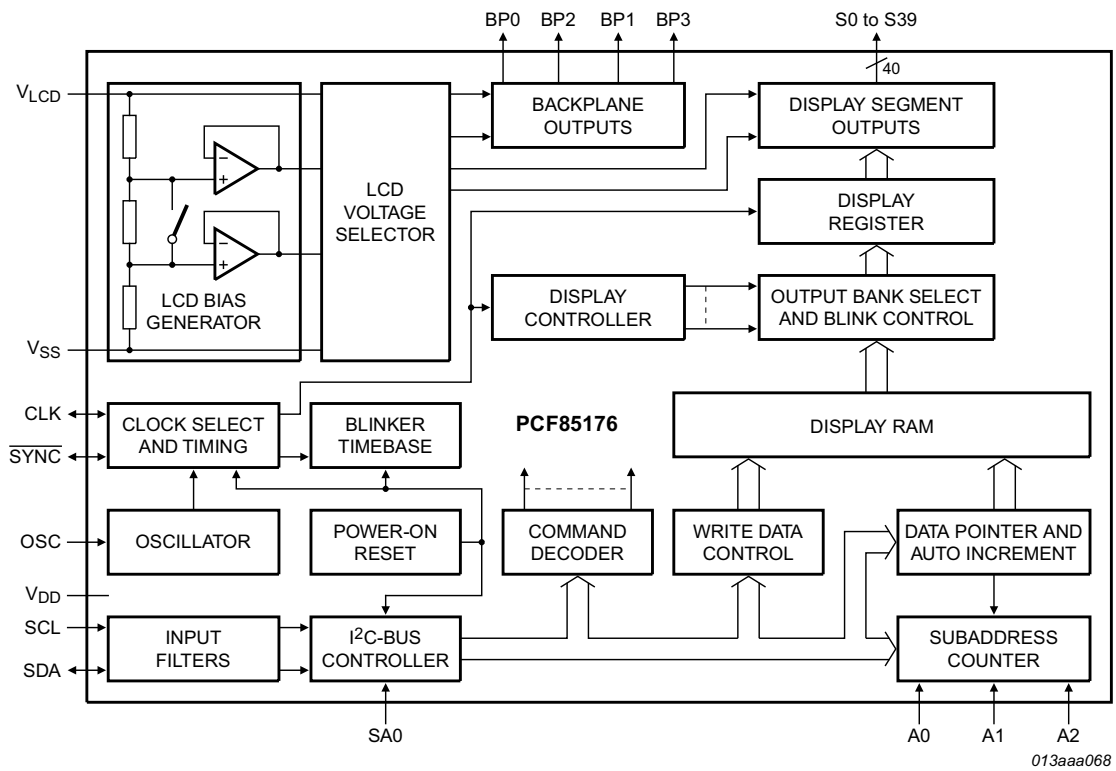 BP0 BP2 BP1 BP3 S0 to S39
40
VLCD
BACKPLANE
OUTPUTS
DISPLAY SEGMENT
OUTPUTS
−
+
LCD
VOLTAGE
SELECTOR
DISPLAY
REGISTER
−
+
LCD BIAS
GENERATOR
DISPLAY
CONTROLLER
OUTPUT BANK SELECT
AND BLINK CONTROL
VSS
CLK
CLOCK SELECT
AND TIMING
BLINKER
TIMEBASE
PCF85176
DISPLAY RAM
SYNC
OSC
OSCILLATOR
POWER-ON
RESET
COMMAND
DECODER
WRITE DATA
CONTROL
DATA POINTER AND
AUTO INCREMENT
VDD
SCL
INPUT
FILTERS
I2C-BUS
CONTROLLER
SUBADDRESS
COUNTER
SDA
SA0 A0 A1 A2
013aaa068